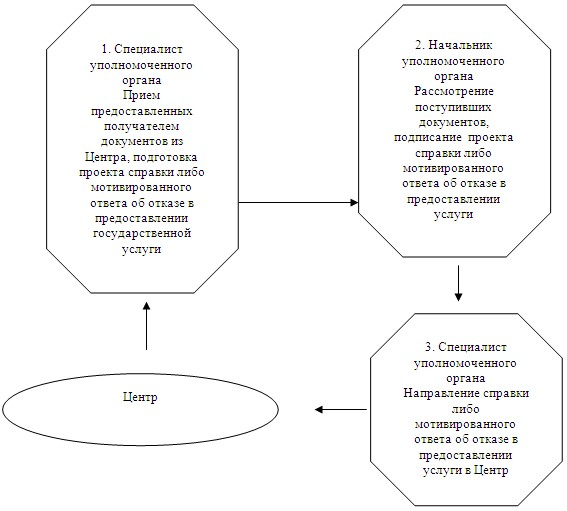 1. Специалист
уполномоченного
органа
Прием
предоставленных
получателем
документов из
Центра, подготовка
проекта справки либо
мотивированного
ответа об отказе в
предоставлении
государственной
услуги
2. Начальник
уполномоченного
органа
Рассмотрение
поступивших
документов,
подписание проекта
справки либо
мотивированного
ответа об отказе в
предоставлении
услуги
3. Специалист
уполномоченного
органа
Направление справки
либо
мотивированного
ответа об отказе в
предоставлении
услуги в Центр
Центр